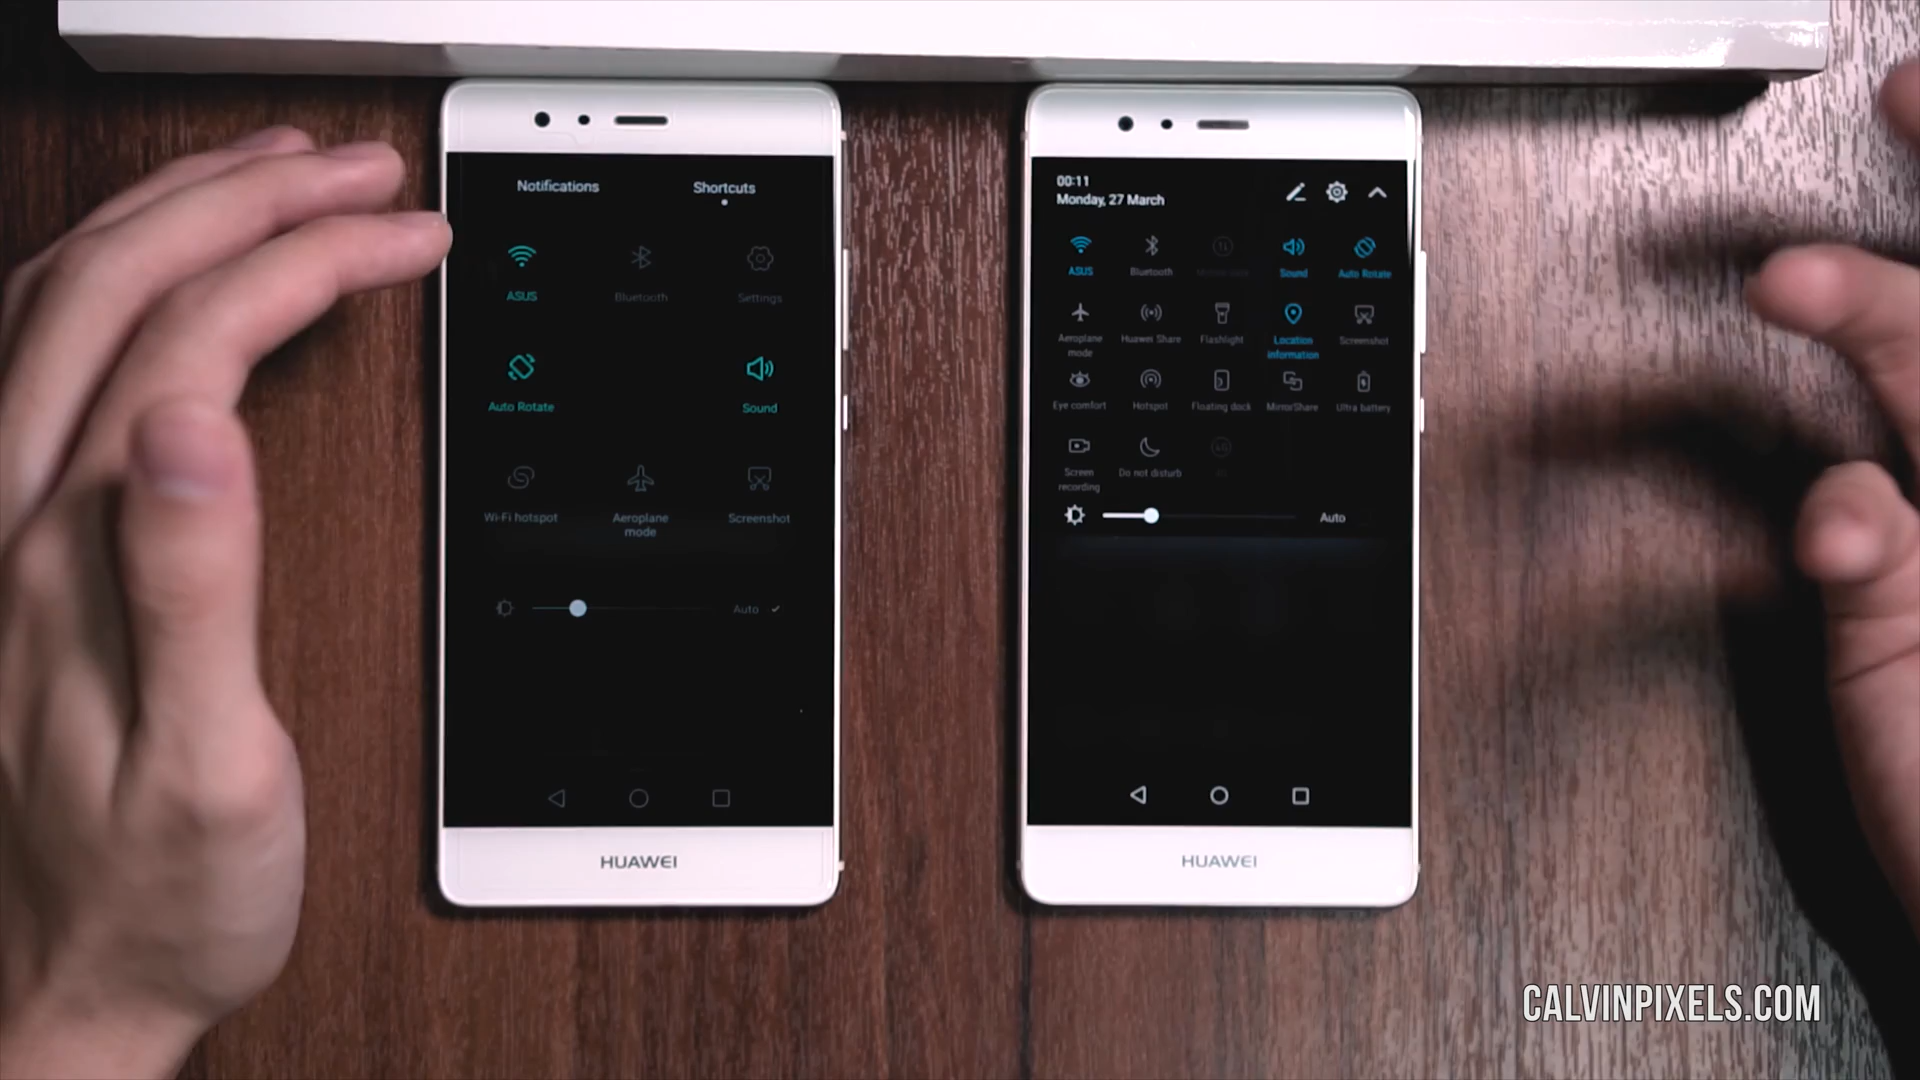 Notifications
Shortcuts
ASUS
Bluetooth
Settings
Auto Rotate
Sound
Wi-Fi hotspot
Aeroplane
mode
Screenshot
Auto
HUAWEI
00:11
Monday, 27 March
ASUS
Bluetooth
Sound
Auto Rotate
Aeroplane
mode
Huawei Share
Flashlight
Location
information
Screenshot
Eye comfort
Hotspot
Floating dock
MirrorShare
Ultra battery
Screen
recording
Do not disturb
4G
Auto
HUAWEI
CALVINPIXELS.COM